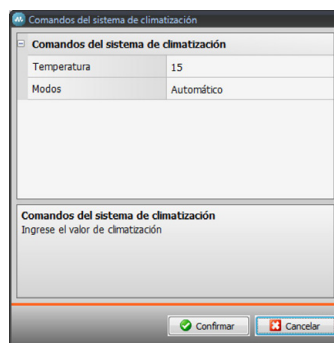 Comandos del sistema de climatización
Comandos del sistema de climatización
Temperatura 15
Modos Automático
Comandos del sistema de climatización
Ingrese el valor de climatización
Confirmar Cancelar